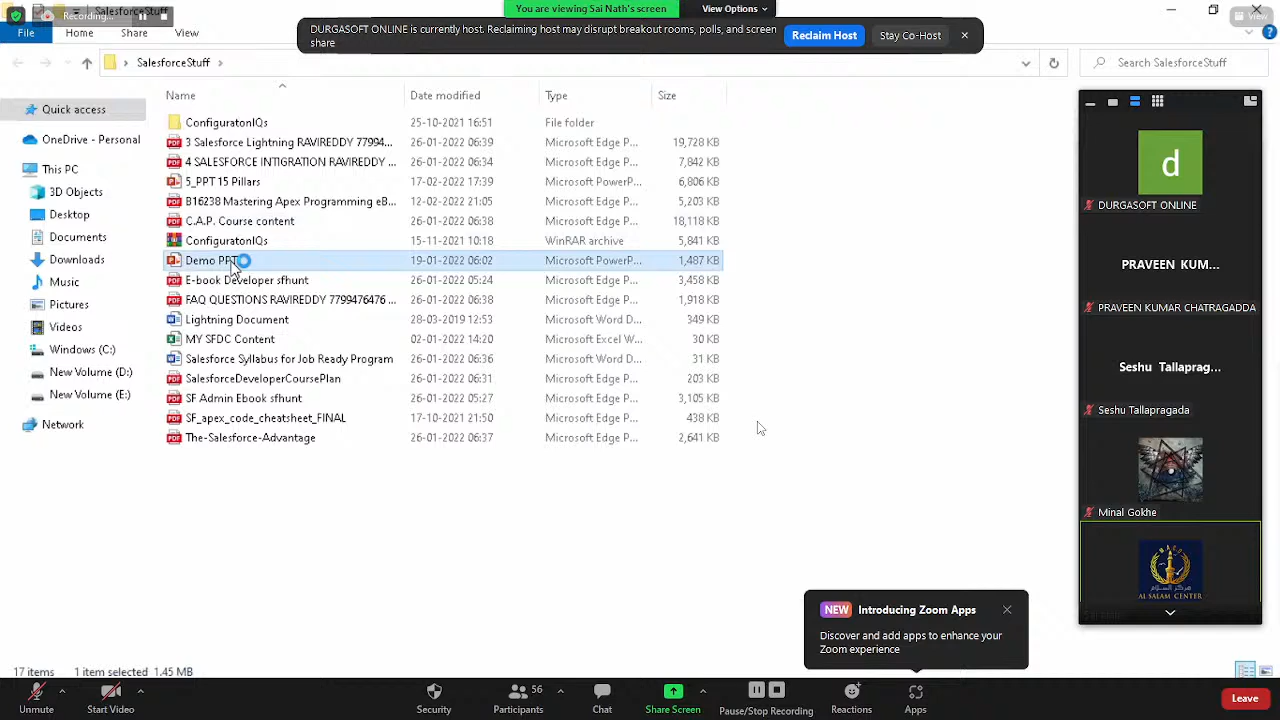 Recording...
SalesforceStuff
You are viewing Sai Nath's screen
View Options
View
File
Home
Share
View
DURGASOFT ONLINE is currently host. Reclaiming host may disrupt breakout rooms, polls, and screen
share
Reclaim Host
Stay Co-Host
SalesforceStuff
Search SalesforceStuff
Name
Date modified
Type
Size
Quick access
OneDrive - Personal
This PC
3D Objects
Desktop
Documents
Downloads
Music
Pictures
Videos
Windows (C:)
New Volume (D:)
New Volume (E:)
Network
ConfiguratonIQs 25-10-2021 16:51 File folder
3 Salesforce Lightning RAVIREDDY 77994... 26-01-2022 06:39 Microsoft Edge P... 19,728 KB
4 SALESFORCE INTIGRATION RAVIREDDY ... 26-01-2022 06:34 Microsoft Edge P... 7,842 KB
5_PPT 15 Pillars 17-02-2022 17:39 Microsoft PowerP... 6,806 KB
B16238 Mastering Apex Programming eB... 12-02-2022 21:05 Microsoft Edge P... 5,203 KB
C.A.P. Course content 26-01-2022 06:38 Microsoft Edge P... 18,118 KB
ConfiguratonIQs 15-11-2021 10:18 WinRAR archive 5,841 KB
Demo PPT 19-01-2022 06:02 Microsoft PowerP... 1,487 KB
E-book Developer sfhunt 26-01-2022 05:24 Microsoft Edge P... 3,458 KB
FAQ QUESTIONS RAVIREDDY 7799476476 ... 26-01-2022 06:38 Microsoft Edge P... 1,918 KB
Lightning Document 28-03-2019 12:53 Microsoft Word D... 349 KB
MY SFDC Content 02-01-2022 14:20 Microsoft Excel W... 30 KB
Salesforce Syllabus for Job Ready Program 26-01-2022 06:36 Microsoft Word D... 31 KB
SalesforceDeveloperCoursePlan 26-01-2022 06:31 Microsoft Edge P... 203 KB
SF Admin Ebook sfhunt 26-01-2022 05:27 Microsoft Edge P... 3,105 KB
SF_apex_code_cheatsheet_FINAL 17-10-2021 21:50 Microsoft Edge P... 438 KB
The-Salesforce-Advantage 26-01-2022 06:37 Microsoft Edge P... 2,641 KB
d
DURGASOFT ONLINE
PRAVEEN KUM...
PRAVEEN KUMAR CHATRAGADDA
Seshu Tallaprag...
Seshu Tallapragada
Minal Gokhe
مركز السلام
AL SALAM CENTER
NEW Introducing Zoom Apps
Discover and add apps to enhance your
Zoom experience
17 items 1 item selected 1.45 MB
Unmute
Start Video
Security
56
Participants
Chat
Share Screen
Pause/Stop Recording
Reactions
Apps
Leave